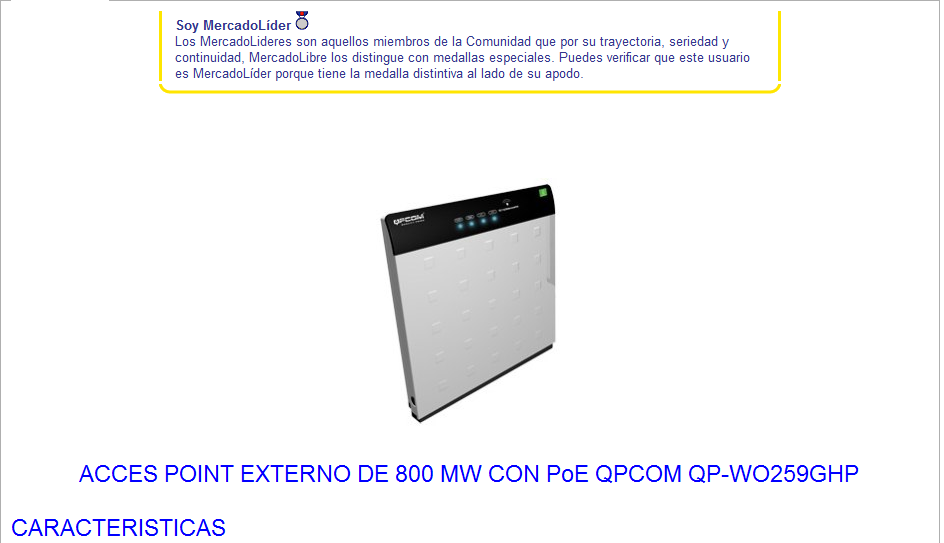 Soy MercadoLíder
Los MercadoLideres son aquellos miembros de la Comunidad que por su trayectoria, seriedad y
continuidad, MercadoLibre los distingue con medallas especiales. Puedes verificar que este usuario
es MercadoLíder porque tiene la medalla distintiva al lado de su apodo.
QPCOM
ACCES POINT EXTERNO DE 800 MW CON PoE QPCOM QP-WO259GHP
CARACTERISTICAS